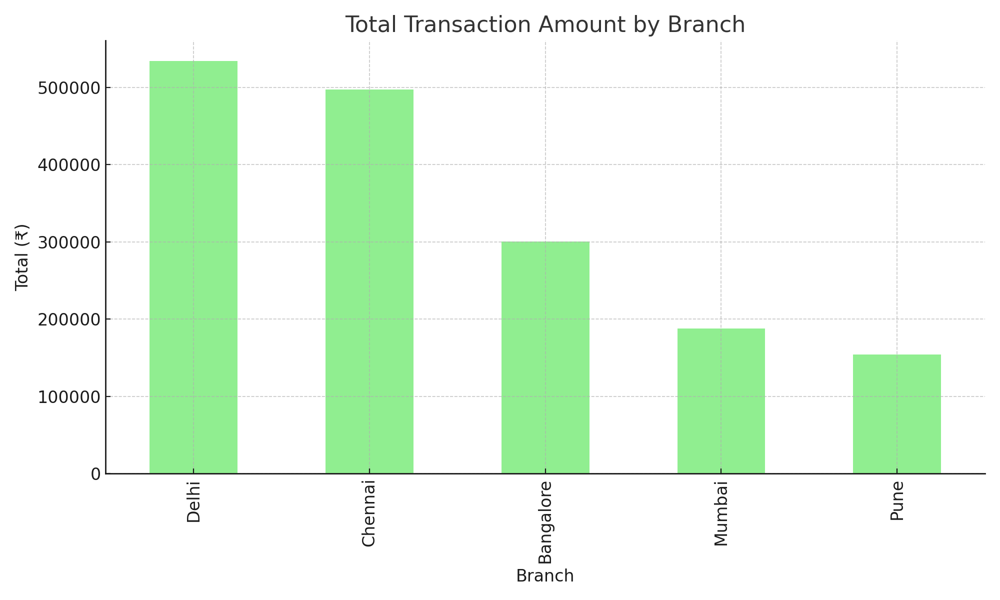 Total Transaction Amount by Branch
Total (₹)
500000
400000
300000
200000
100000
0
Delhi
Chennai
Bangalore
Mumbai
Pune
Branch